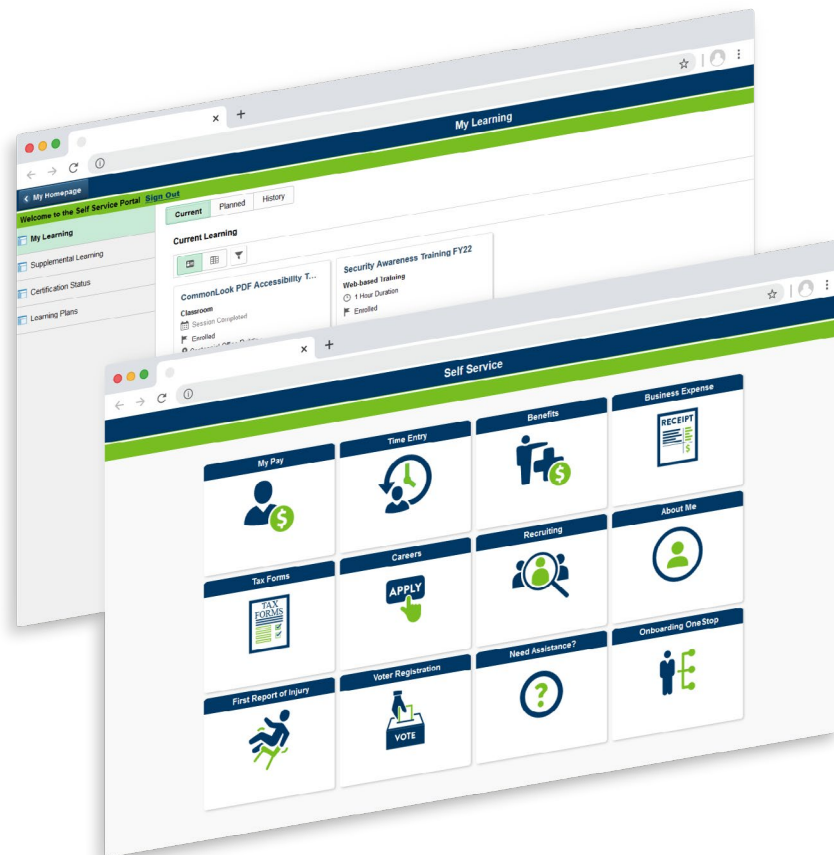 My Learning
My Homepage
Welcome to the Self Service Portal Sign Out
My Learning
Supplemental Learning
Certification Status
Learning Plans
Current Planned History
Current Learning
CommonLook PDF Accessibility T...
Classroom
Session Completed
Enrolled
Security Awareness Training FY22
Web-based Training
1 Hour Duration
Enrolled
Self Service
My Pay
Time Entry
Benefits
Business Expense
RECEIPT
Tax Forms
TAX
FORMS
Careers
APPLY
Recruiting
About Me
First Report of Injury
Voter Registration
VOTE
Need Assistance?
Onboarding OneStop